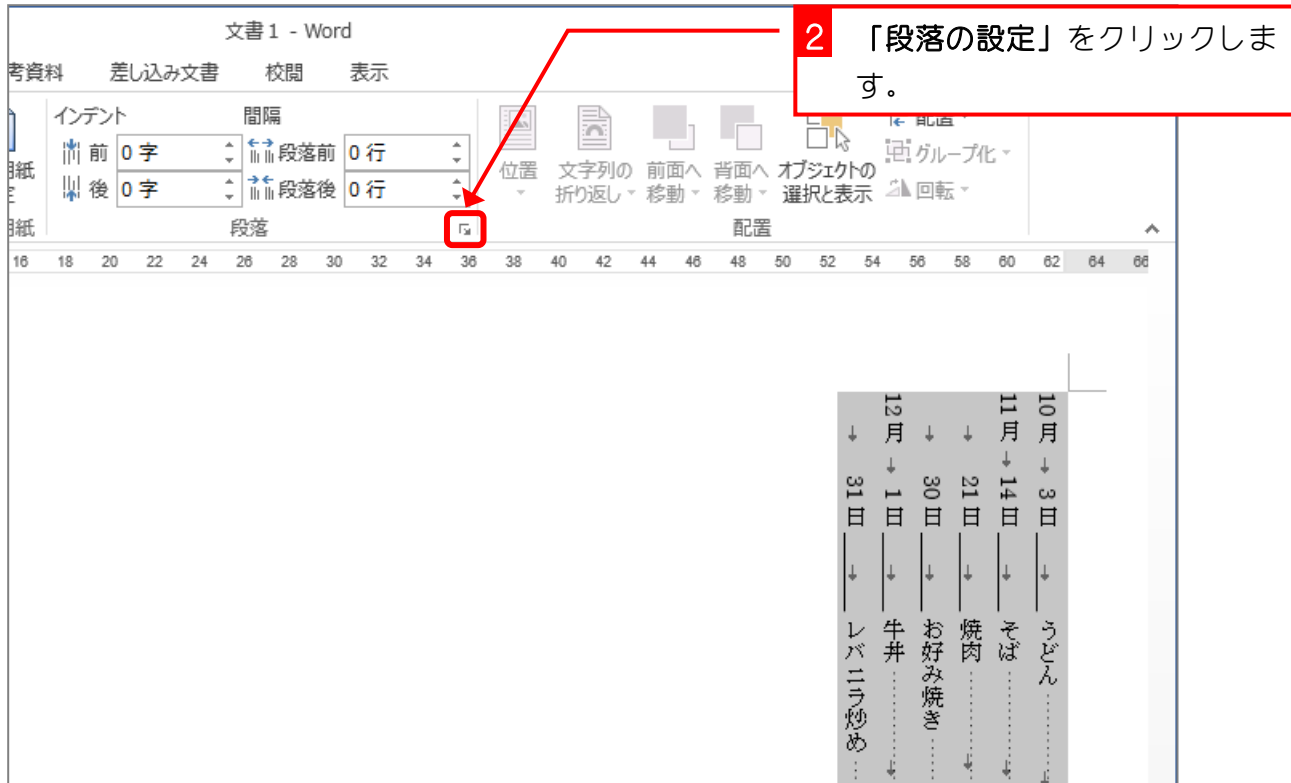 文書 1 - Word
2 「段落の設定」をクリックしま
す。
考資料 差し込み文書 校閲 表示
インデント 間隔
前 0 字 段落前 0 行
後 0 字 段落後 0 行
用紙
段落 配置
位置
文字列の
折り返し
前面へ
移動
背面へ
移動
オブジェクトの
選択と表示
配置
グループ化
回転
16 18 20 22 24 26 28 30 32 34 36 38 40 42 44 46 48 50 52 54 56 58 60 62 64 66
10月 → 3日 → うどん
11月 → 14日 → そば
→ 21日 → 焼肉
→ 30日 → お好み焼き
12月 → 1日 → 牛丼
→ 31日 → レバニラ炒め